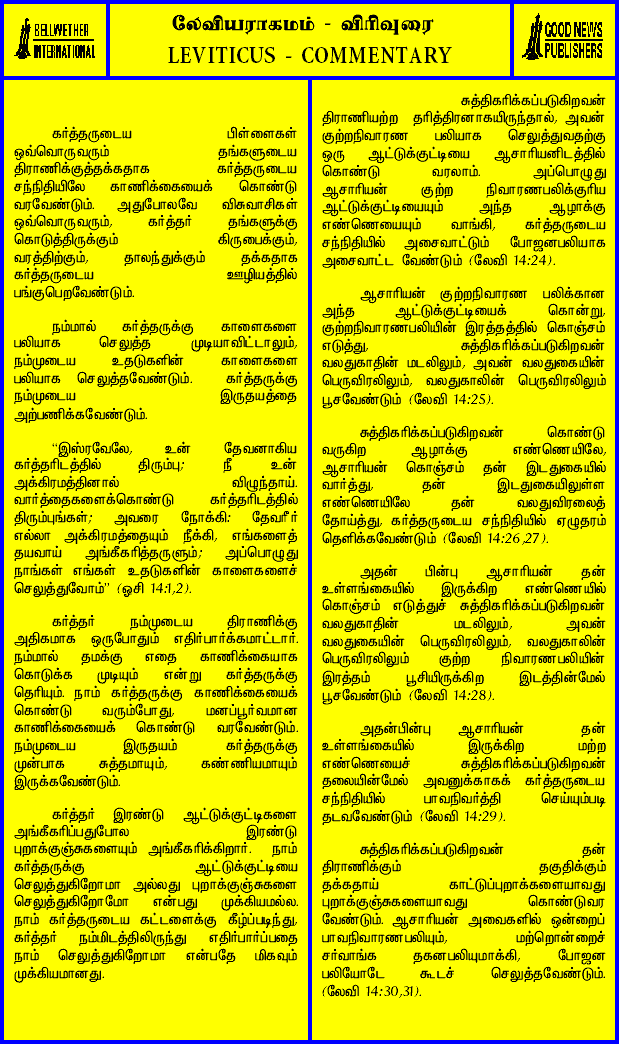 BELLWETHER
INTERNATIONAL
லேவியராகமம் - விரிவுரை
LEVITICUS - COMMENTARY
GOOD NEWS
PUBLISHERS
கர்த்தருடைய பிள்ளைகள்
ஒவ்வொருவரும் தங்களுடைய
திராணிக்குத்தக்கதாக கர்த்தருடைய
சந்நிதியிலே காணிக்கையைக் கொண்டு
வரவேண்டும். அதுபோலவே விசுவாசிகள்
ஒவ்வொருவரும், கர்த்தர் தங்களுக்கு
கொடுத்திருக்கும் கிருபைக்கும்,
வரத்திற்கும், தாலந்துக்கும் தக்கதாக
கர்த்தருடைய ஊழியத்தில்
பங்குபெறவேண்டும்.
நம்மால் கர்த்தருக்கு காளைகளை
பலியாக செலுத்த முடியாவிட்டாலும்,
நம்முடைய உதடுகளின் காளைகளை
பலியாக செலுத்தவேண்டும். கர்த்தருக்கு
நம்முடைய இருதயத்தை
அற்பணிக்கவேண்டும்.
“இஸ்ரவேலே, உன் தேவனாகிய
கர்த்தரிடத்தில் திரும்பு; நீ உன்
அக்கிரமத்தினால் விழுந்தாய்.
வார்த்தைகளைக்கொண்டு கர்த்தரிடத்தில்
திரும்புங்கள்; அவரை நோக்கி: தேவரீர்
எல்லா அக்கிரமத்தையும் நீக்கி, எங்களைத்
தயவாய் அங்கீகரித்தருளும்; அப்பொழுது
நாங்கள் எங்கள் உதடுகளின் காளைகளைச்
செலுத்துவோம்” (ஓசி 14:1,2).
கர்த்தர் நம்முடைய திராணிக்கு
அதிகமாக ஒருபோதும் எதிர்பார்க்கமாட்டார்.
நம்மால் தமக்கு எதை காணிக்கையாக
கொடுக்க முடியும் என்று கர்த்தருக்கு
தெரியும். நாம் கர்த்தருக்கு காணிக்கையைக்
கொண்டு வரும்போது, மனப்பூர்வமான
காணிக்கையைக் கொண்டு வரவேண்டும்.
நம்முடைய இருதயம் கர்த்தருக்கு
முன்பாக சுத்தமாயும், கண்ணியமாயும்
இருக்கவேண்டும்.
கர்த்தர் இரண்டு ஆட்டுக்குட்டிகளை
அங்கீகரிப்பதுபோல இரண்டு
புறாக்குஞ்சுகளையும் அங்கீகரிக்கிறார். நாம்
கர்த்தருக்கு ஆட்டுக்குட்டியை
செலுத்துகிறோமா அல்லது புறாக்குஞ்சுகளை
செலுத்துகிறோமோ என்பது முக்கியமல்ல.
நாம் கர்த்தருடைய கட்டளைக்கு கீழ்ப்படிந்து,
கர்த்தர் நம்மிடத்திலிருந்து எதிர்பார்ப்பதை
நாம் செலுத்துகிறோமா என்பதே மிகவும்
முக்கியமானது.
சுத்திகரிக்கப்படுகிறவன்
திராணியற்ற தரித்திரனாகயிருந்தால், அவன்
குற்றநிவாரண பலியாக செலுத்துவதற்கு
ஒரு ஆட்டுக்குட்டியை ஆசாரியனிடத்தில்
கொண்டு வரலாம். அப்பொழுது
ஆசாரியன் குற்ற நிவாரணபலிக்குரிய
ஆட்டுக்குட்டியையும் அந்த ஆழாக்கு
எண்ணெயையும் வாங்கி, கர்த்தருடைய
சந்நிதியில் அசைவாட்டும் போஜனபலியாக
அசைவாட்ட வேண்டும் (லேவி 14:24).
ஆசாரியன் குற்றநிவாரண பலிக்கான
அந்த ஆட்டுக்குட்டியைக் கொன்று,
குற்றநிவாரணபலியின் இரத்தத்தில் கொஞ்சம்
எடுத்து, சுத்திகரிக்கப்படுகிறவன்
வலதுகாதின் மடலிலும், அவன் வலதுகையின்
பெருவிரலிலும், வலதுகாலின் பெருவிரலிலும்
பூசவேண்டும் (லேவி 14:25).
சுத்திகரிக்கப்படுகிறவன் கொண்டு
வருகிற ஆழாக்கு எண்ணெயிலே,
ஆசாரியன் கொஞ்சம் தன் இடதுகையில்
வார்த்து, தன் இடதுகையிலுள்ள
எண்ணெயிலே தன் வலதுவிரலைத்
தோய்த்து, கர்த்தருடைய சந்நிதியில் ஏழுதரம்
தெளிக்கவேண்டும் (லேவி 14:26,27).
அதன் பின்பு ஆசாரியன் தன்
உள்ளங்கையில் இருக்கிற எண்ணெயில்
கொஞ்சம் எடுத்துச் சுத்திகரிக்கப்படுகிறவன்
வலதுகாதின் மடலிலும், அவன்
வலதுகையின் பெருவிரலிலும், வலதுகாலின்
பெருவிரலிலும் குற்ற நிவாரணபலியின்
இரத்தம் பூசியிருக்கிற இடத்தின்மேல்
பூசவேண்டும் (லேவி 14:28).
அதன்பின்பு ஆசாரியன் தன்
உள்ளங்கையில் இருக்கிற மற்ற
எண்ணெயைச் சுத்திகரிக்கப்படுகிறவன்
தலையின்மேல் அவனுக்காகக் கர்த்தருடைய
சந்நிதியில் பாவநிவர்த்தி செய்யும்படி
தடவவேண்டும் (லேவி 14:29).
சுத்திகரிக்கப்படுகிறவன் தன்
திராணிக்கும் தகுதிக்கும்
தக்கதாய் காட்டுப்புறாக்களையாவது
புறாக்குஞ்சுகளையாவது கொண்டுவர
வேண்டும். ஆசாரியன் அவைகளில் ஒன்றைப்
பாவநிவாரணபலியும், மற்றொன்றைச்
சர்வாங்க தகனபலியுமாக்கி, போஜன
பலியோடே கூடச் செலுத்தவேண்டும்.
(லேவி 14:30,31).